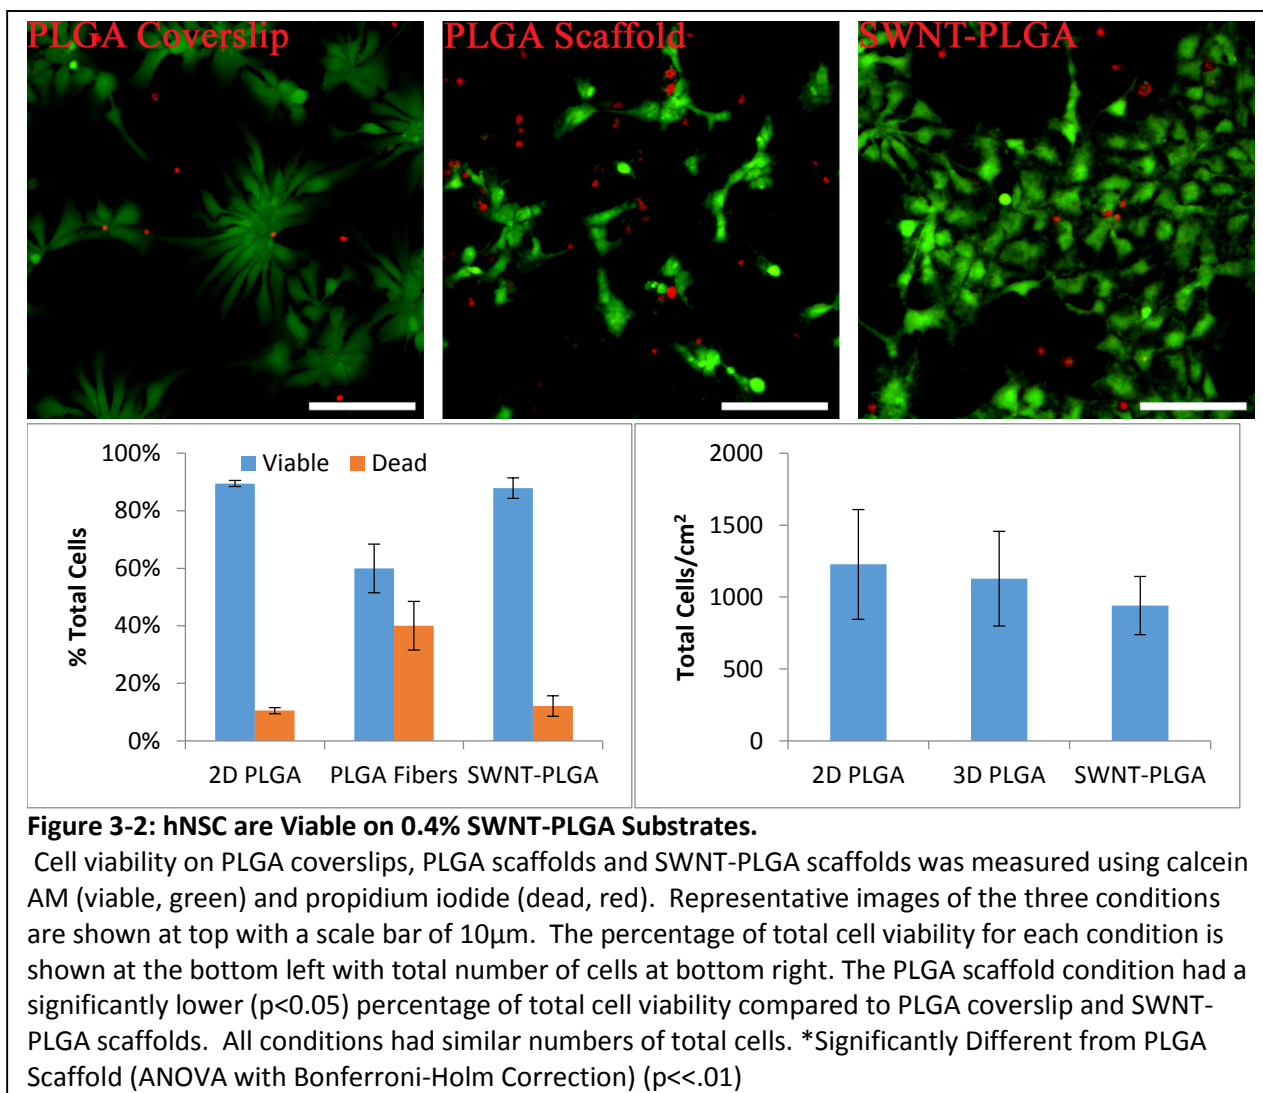 PLGA Coverslip
PLGA Scaffold
SWNT-PLGA
100%
80%
60%
40%
20%
0%
% Total Cells
Viable
Dead
2D PLGA
PLGA Fibers
SWNT-PLGA
2000
1500
1000
500
0
Total Cells/cm²
2D PLGA
3D PLGA
SWNT-PLGA
Figure 3-2: hNSC are Viable on 0.4% SWNT-PLGA Substrates.
Cell viability on PLGA coverslips, PLGA scaffolds and SWNT-PLGA scaffolds was measured using calcein
AM (viable, green) and propidium iodide (dead, red). Representative images of the three conditions
are shown at top with a scale bar of 10µm. The percentage of total cell viability for each condition is
shown at the bottom left with total number of cells at bottom right. The PLGA scaffold condition had a
significantly lower (p<0.05) percentage of total cell viability compared to PLGA coverslip and SWNT-
PLGA scaffolds. All conditions had similar numbers of total cells. *Significantly Different from PLGA
Scaffold (ANOVA with Bonferroni-Holm Correction) (p<<.01)